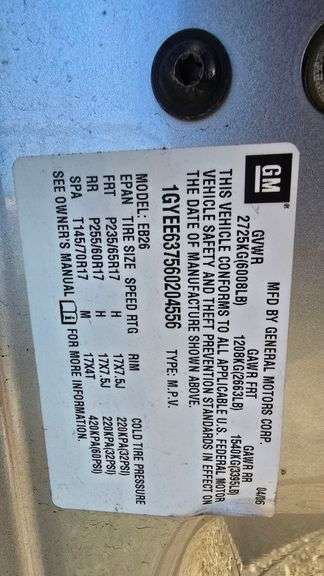 GM
MFD BY GENERAL MOTORS CORP. 04/06
GVWR GAWR FRT GAWR RR
2725KG(6008LB) 1208KG(2663LB) 1540KG(3395LB)
THIS VEHICLE CONFORMS TO ALL APPLICABLE U.S. FEDERAL MOTOR
VEHICLE SAFETY AND THEFT PREVENTION STANDARDS IN EFFECT ON
THE DATE OF MANUFACTURE SHOWN ABOVE.
1GYEE637560204556 TYPE: M.P.V.
MODEL: EB26
EPAN TIRE SIZE SPEED RTG RIM COLD TIRE PRESSURE
FRT P235/65R17 H 17X7.5J 220KPA(32PSI)
RR P255/60R17 H 17X7.5J 220KPA(32PSI)
SPA T145/70R17 M 17X4T 420KPA(60PSI)
SEE OWNER'S MANUAL FOR MORE INFORMATION.